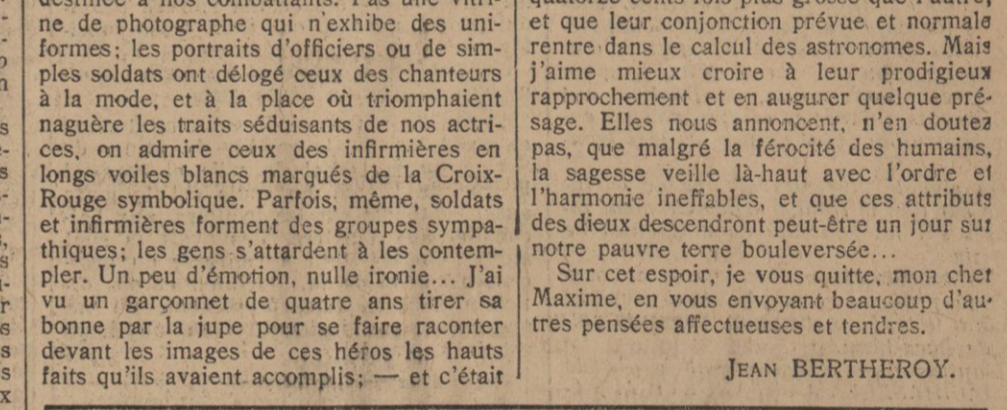 destinée à nos combattants. Pas une vitri-
ne de photographe qui n'exhibe des uni-
formes; les portraits d'officiers ou de sim-
ples soldats ont délogé ceux des chanteurs
à la mode, et à la place où triomphaient
naguère les traits séduisants de nos actri-
ces, on admire ceux des infirmières en
longs voiles blancs marqués de la Croix-
Rouge symbolique. Parfois, même, soldats
et infirmières forment des groupes sympa-
thiques; les gens s'attardent à les contem-
pler. Un peu d'émotion, nulle ironie... J'ai
vu un garçonnet de quatre ans tirer sa
bonne par la jupe pour se faire raconter
devant les images de ces héros les hauts
faits qu'ils avaient accomplis; — et c'était
quatorze cents fois plus grosse que l'autre,
et que leur conjonction prévue et normale
rentre dans le calcul des astronomes. Mais
j'aime mieux croire à leur prodigieux
rapprochement et en augurer quelque pré-
sage. Elles nous annoncent, n'en doutez
pas, que malgré la férocité des humains,
la sagesse veille là-haut avec l'ordre et
l'harmonie ineffables, et que ces attributs
des dieux descendront peut-être un jour sur
notre pauvre terre bouleversée...
Sur cet espoir, je vous quitte, mon cher
Maxime, en vous envoyant beaucoup d'au-
tres pensées affectueuses et tendres.
JEAN BERTHEROY.